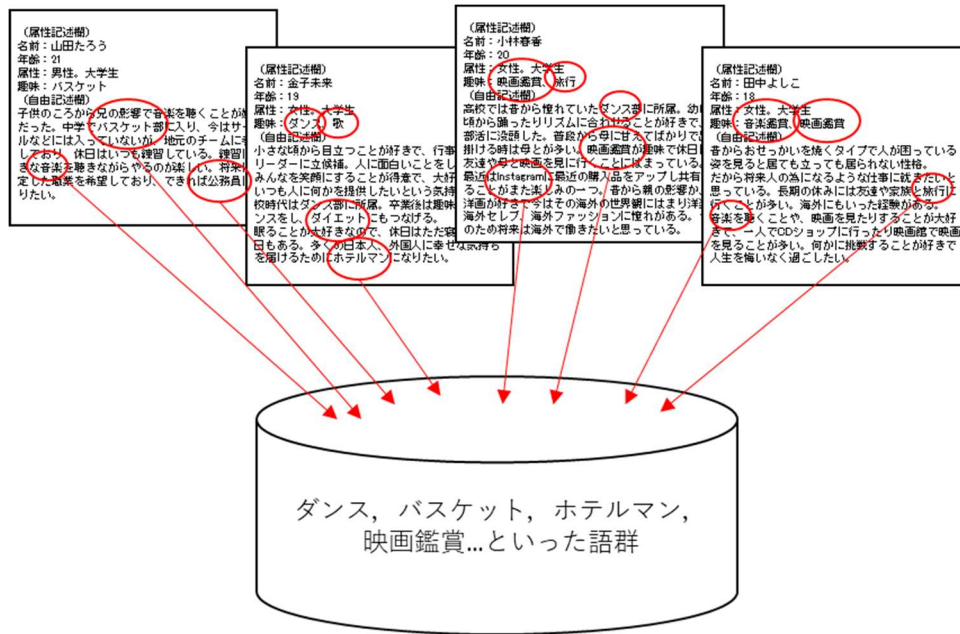 （属性記述欄）
名前：山田たろう
年齢：21
属性：男性。大学生
趣味：バスケット
（自由記述欄）
子供のころから兄の影響で音楽を聴くことが
だった。中学でバスケット部に入り、今はサー
ルなどには入っていないが、地元のチームに
しており、休日はいつも練習している。練習
きな音楽を聴きながらやるのが楽しい。将来
定した職業を希望しており、できれば公務員
りたい。
（属性記述欄）
名前：金子未来
年齢：19
属性：女性。大学生
趣味：ダンス、歌
（自由記述欄）
小さな頃から目立つことが好きで、行事
リーダーに立候補。人に面白いことをし
みんなを笑顔にすることが得意で、大好
いつも人に何かを提供したいという気持
校時代はダンス部に所属。卒業後は趣味
ンスをし、ダイエットにもつなげる。
眠ることが大好きなので、休日はただ寝
日もある。多くの日本人、外国人に幸せな気持ち
を届けるためにホテルマンになりたい。
（属性記述欄）
名前：小林春香
年齢：20
属性：女性。大学生
趣味：映画鑑賞、旅行
（自由記述欄）
高校では昔から憧れていたダンス部に所属。幼
頃から踊ったりリズムに合わせることが好きで、
部活に没頭した。普段から母に甘えてばかりで
掛ける時は母とが多い。映画鑑賞が趣味で休日
友達や母と映画を見に行くことにはまっている。
最近はInstagramに最近の購入品をアップし共有
ることがまた楽しみの一つ。昔から親の影響か、
洋画が好きで今はその海外の世界観にはまり洋
海外セレブ、海外ファッションに憧れがある。
のため将来は海外で働きたいと思っている。
（属性記述欄）
名前：田中よしこ
年齢：18
属性：女性。大学生
趣味：音楽鑑賞、映画鑑賞
（自由記述欄）
昔からおせっかいを焼くタイプで人が困っている
姿を見ると居ても立っても居られない性格。
だから将来人の為になるような仕事に就きたいと
思っている。長期の休みには友達や家族と旅行に
行くことが多い。海外にもいった経験がある。
音楽を聴くことや、映画を見たりすることが大好
きで、一人でCDショップに行ったり映画館で映画
を見ることが多い。何かに挑戦することが好きで
人生を悔いなく過ごしたい。
ダンス，バスケット，ホテルマン，
映画鑑賞…といった語群